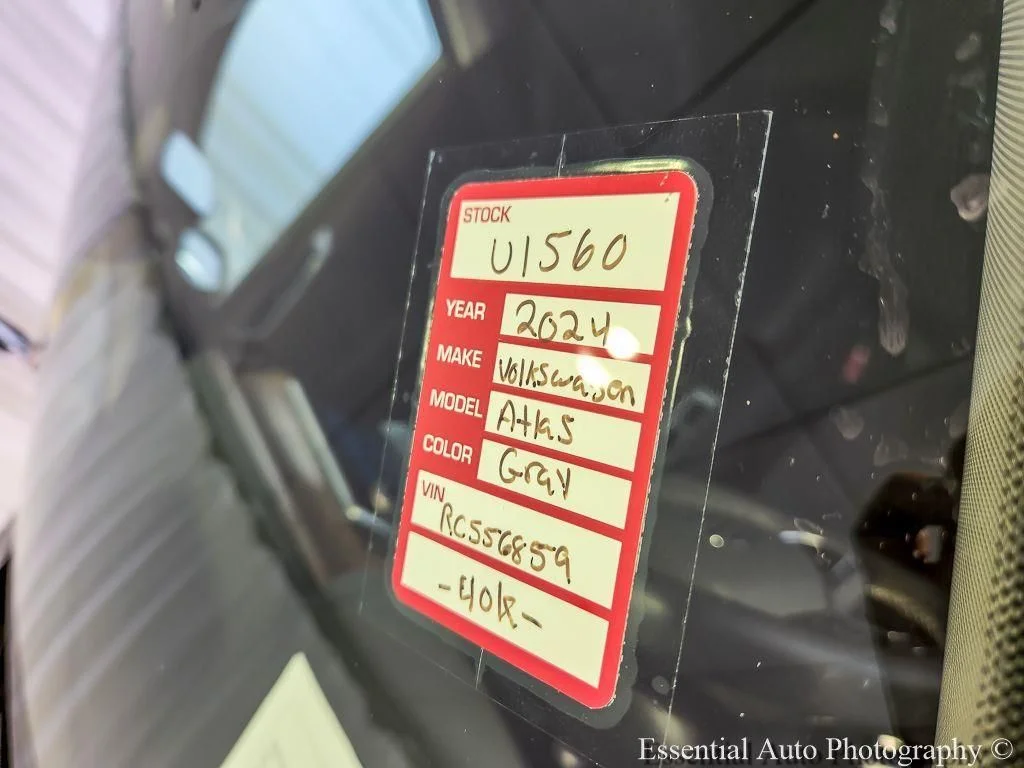 STOCK
U1560
YEAR 2024
MAKE Volkswagen
MODEL Atlas
COLOR Gray
VIN
RC556859
-40k-
Essential Auto Photography ©